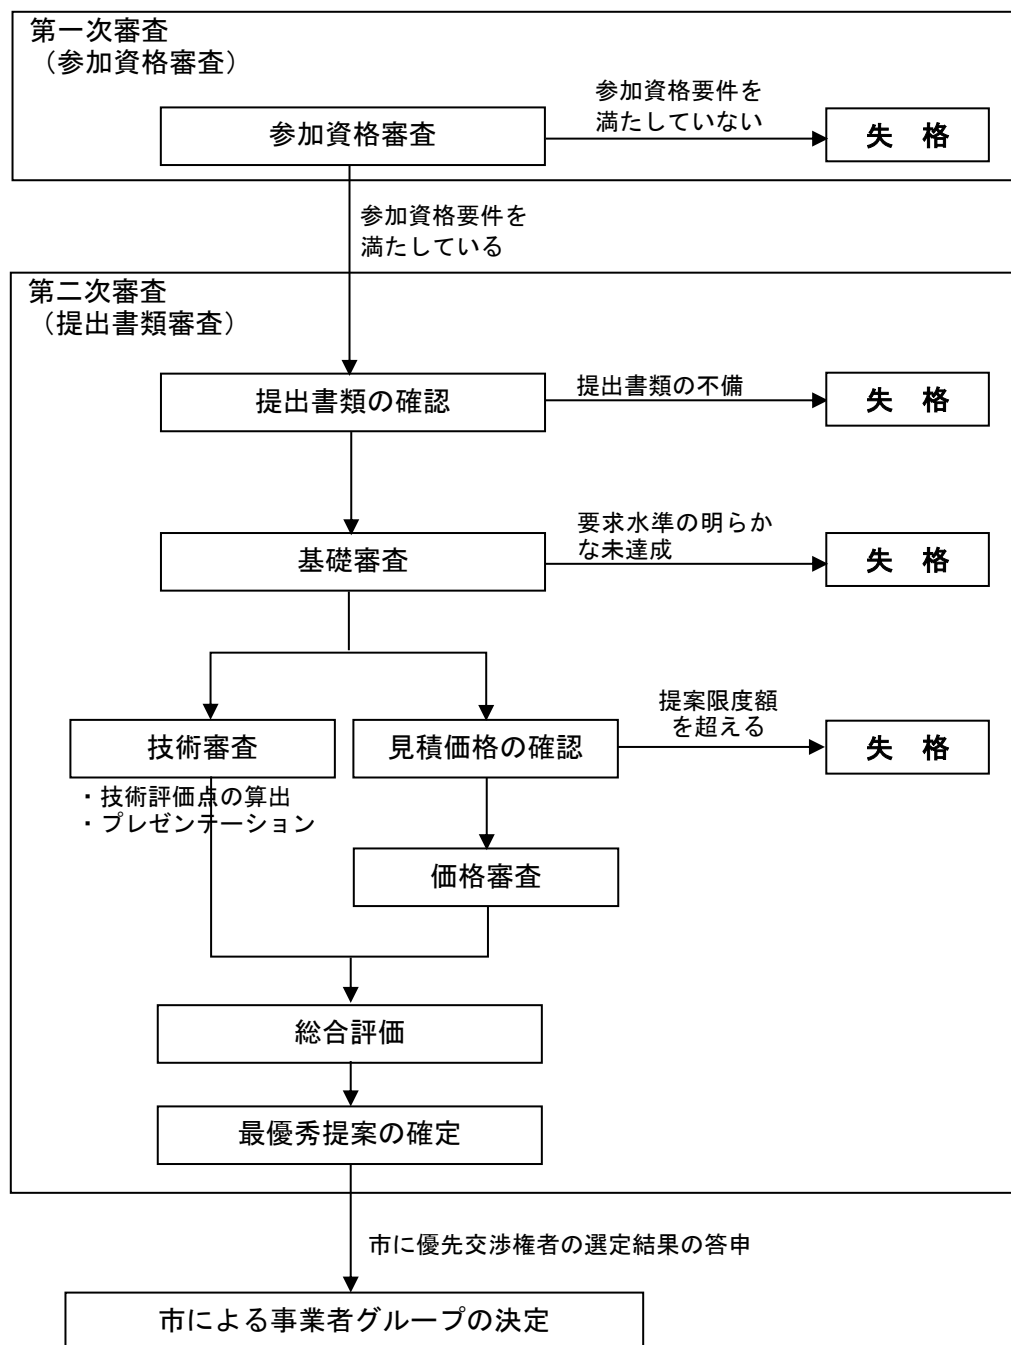 第一次審査
（参加資格審査）
参加資格要件を
満たしていない
参加資格審査
失　格
参加資格要件を
満たしている
第二次審査
（提出書類審査）
提出書類の確認
提出書類の不備
失　格
要求水準の明らか
な未達成
基礎審査
失　格
提案限度額
を超える
技術審査
見積価格の確認
失　格
・技術評価点の算出
・プレゼンテーション
価格審査
総合評価
最優秀提案の確定
市に優先交渉権者の選定結果の答申
市による事業者グループの決定